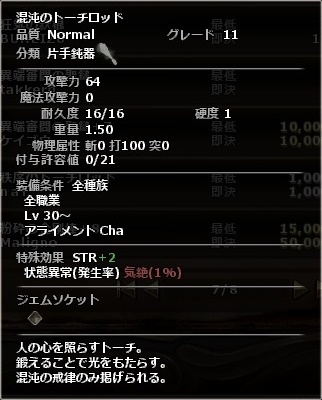 混沌のトーチロッド
品質 Normal グレード 11
分類 片手鈍器
攻撃力 64
魔法攻撃力 0
耐久度 16/16 硬度 1
重量 1.50
物理属性 斬0 打100 突0
付与許容値 0/21
装備条件 全種族
全職業
Lv 30～
アライメント Cha
特殊効果 STR+2
状態異常(発生率) 気絶(1%)
7/8
ジェムソケット
人の心を照らすトーチ。
鍛えることで光をもたらす。
混沌の戒律のみ掲げられる。